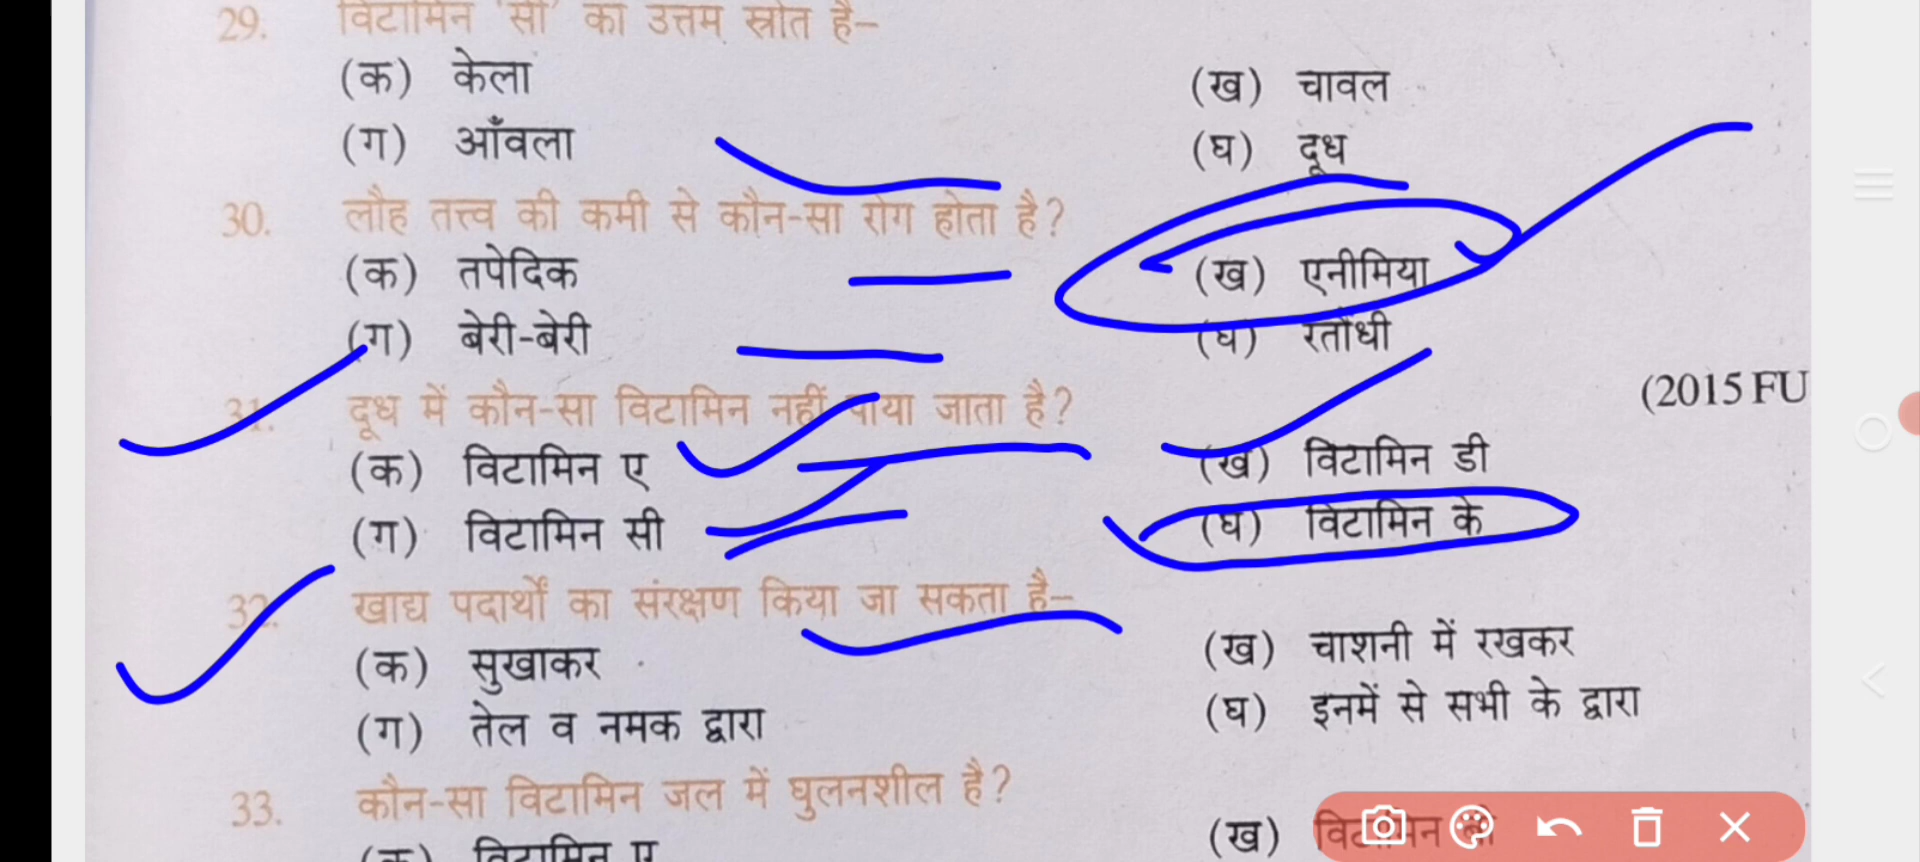 29. विटामिन 'सी' का उत्तम स्रोत है–
(क) केला (ख) चावल
(ग) आँवला (घ) दूध
30. लौह तत्त्व की कमी से कौन-सा रोग होता है?
(क) तपेदिक (ख) एनीमिया
(ग) बेरी-बेरी (घ) रतौंधी
31. दूध में कौन-सा विटामिन नहीं पाया जाता है? (2015 FU
(क) विटामिन ए (ख) विटामिन डी
(ग) विटामिन सी (घ) विटामिन के
32. खाद्य पदार्थों का संरक्षण किया जा सकता है–
(क) सुखाकर (ख) चाशनी में रखकर
(ग) तेल व नमक द्वारा (घ) इनमें से सभी के द्वारा
33. कौन-सा विटामिन जल में घुलनशील है?
(क) विटामिन ए (ख)